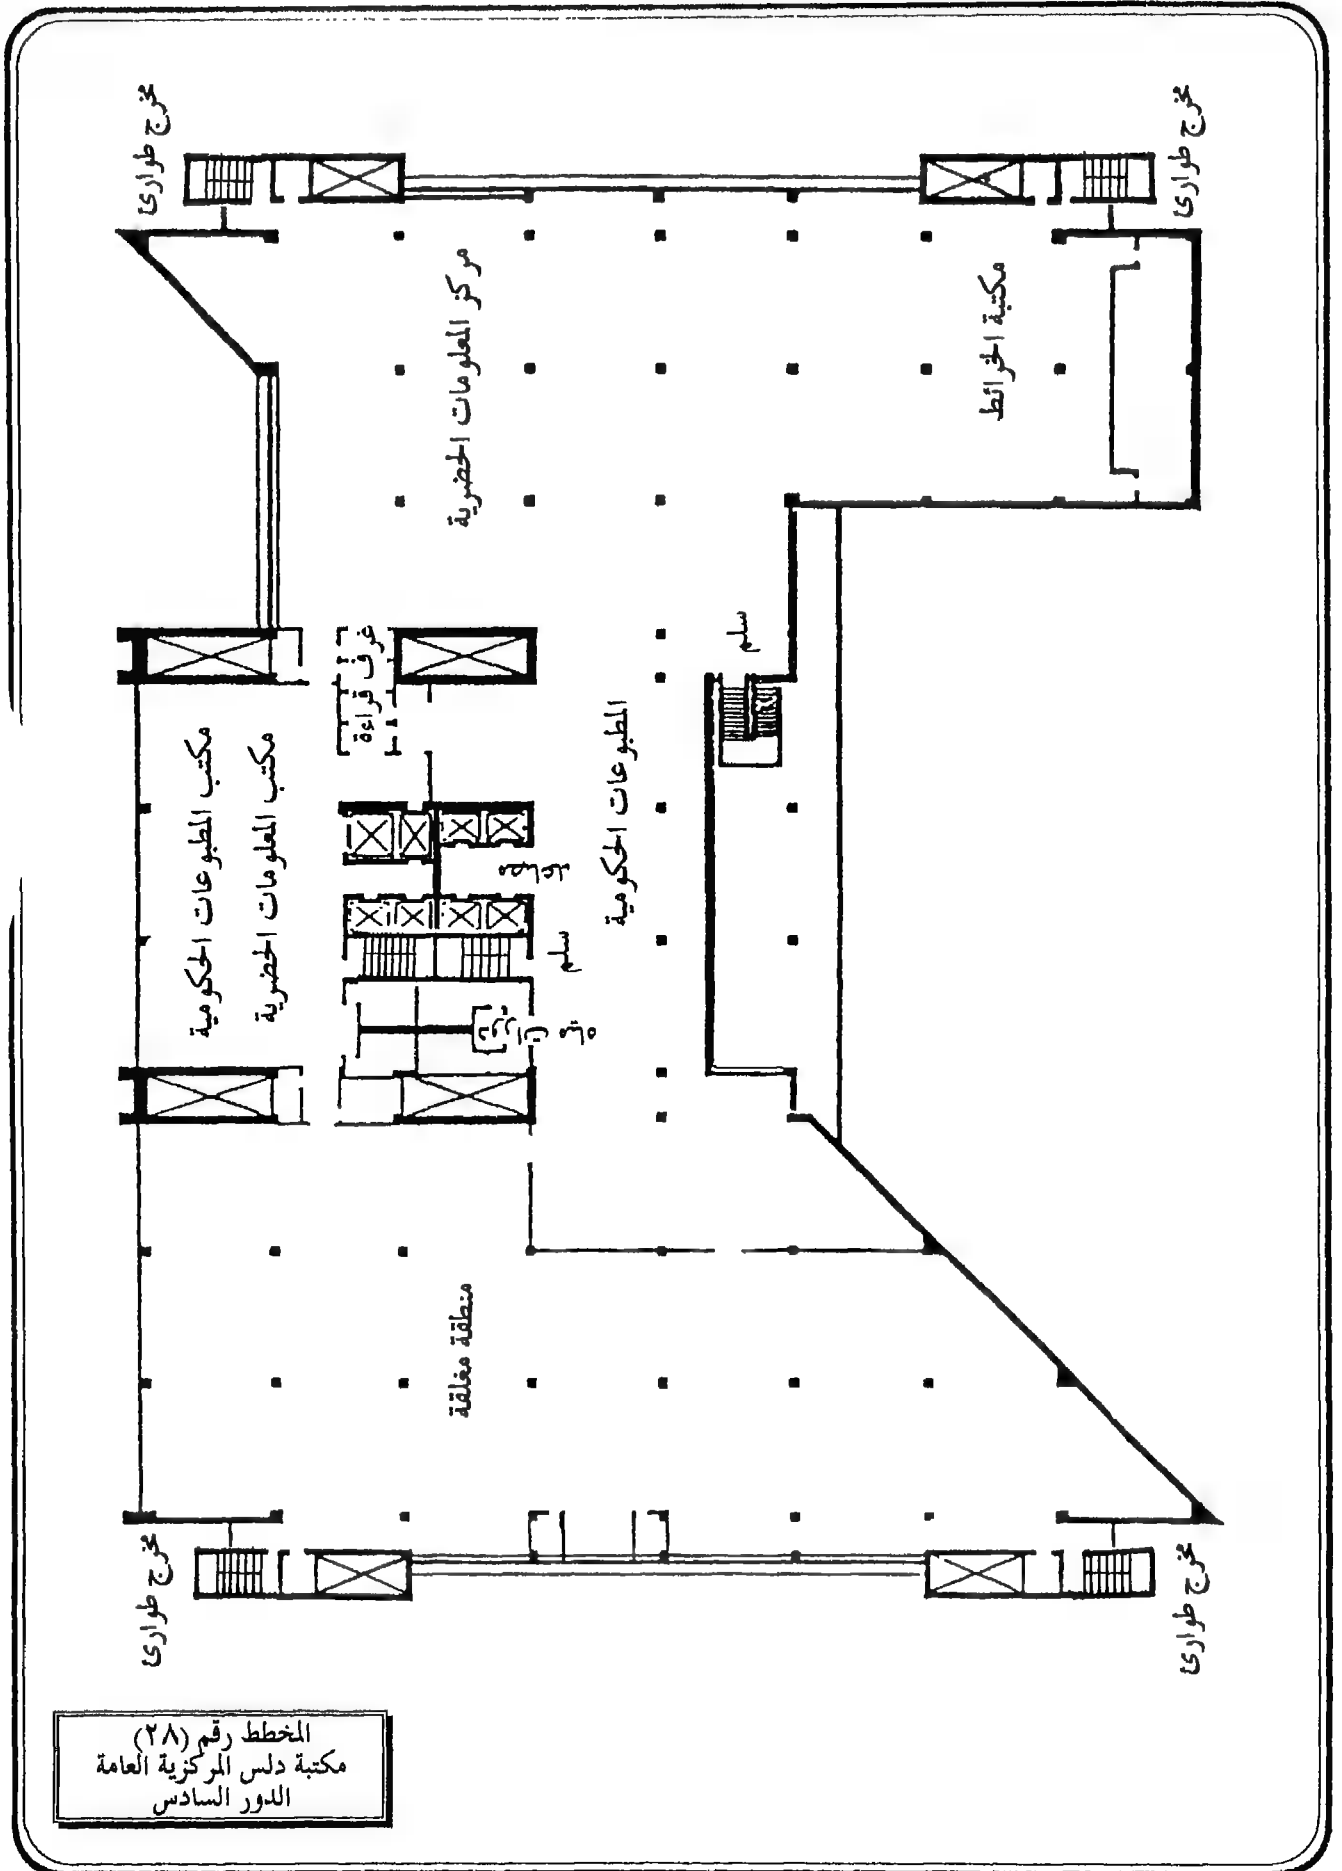 مخرج طوارئ
مخرج طوارئ
مركز المعلومات الحضرية
مكتبة الخرائط
غرف قراءة
سلم
مكتب المطبوعات الحكومية
مكتب المعلومات الحضرية
المطبوعات الحكومية
سلم
منطقة مغلقة
مخرج طوارئ
مخرج طوارئ
المخطط رقم (٢٨)
مكتبة دلس المركزية العامة
الدور السادس